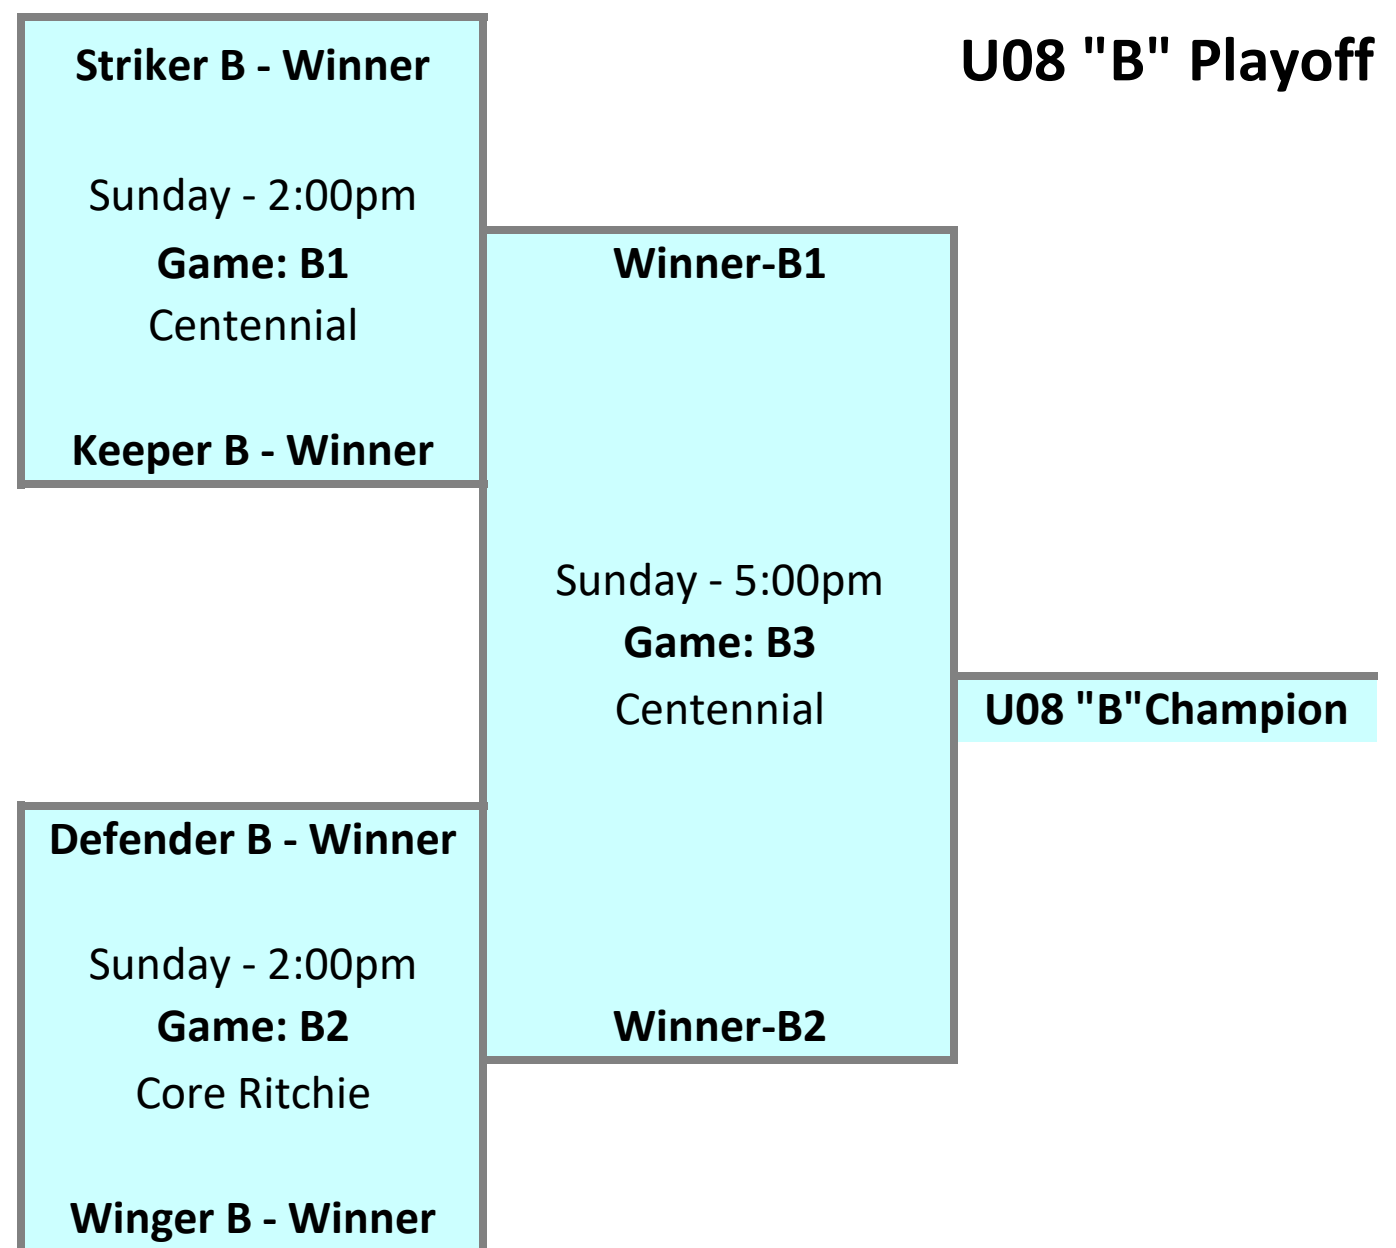 U08 "B" Playoff
Striker B - Winner
Sunday - 2:00pm
Game: B1
Centennial
Keeper B - Winner
Winner-B1
Sunday - 5:00pm
Game: B3
Centennial
Winner-B2
U08 "B"Champion
Defender B - Winner
Sunday - 2:00pm
Game: B2
Core Ritchie
Winger B - Winner